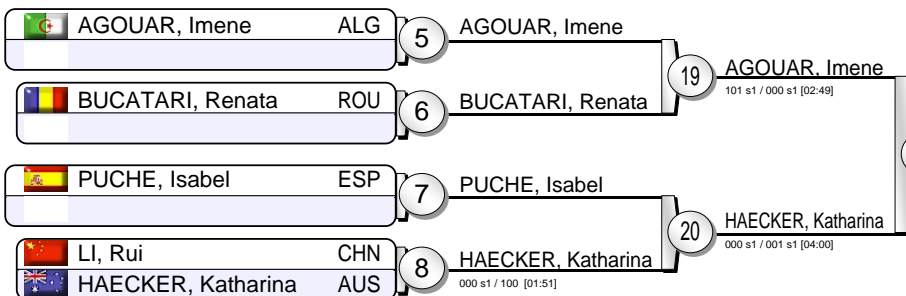 AGOUAR, Imene ALG
5
AGOUAR, Imene
BUCATARI, Renata ROU
6
BUCATARI, Renata
19
AGOUAR, Imene
101 s1 / 000 s1 [02:49]
PUCHE, Isabel ESP
7
PUCHE, Isabel
LI, Rui CHN
HAECKER, Katharina AUS
8
HAECKER, Katharina
000 s1 / 100 [01:51]
20
HAECKER, Katharina
000 s1 / 001 s1 [04:00]